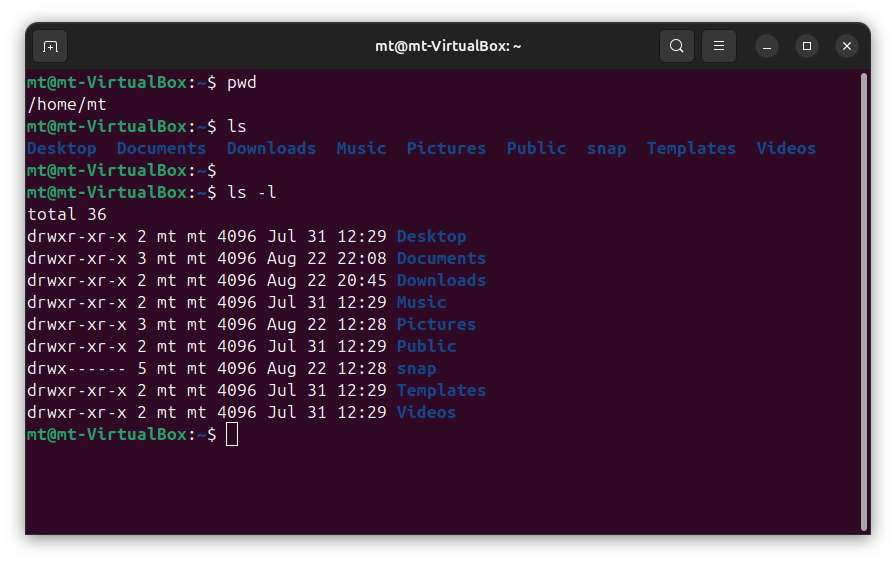 mt@mt-VirtualBox: ~
mt@mt-VirtualBox:~$ pwd
/home/mt
mt@mt-VirtualBox:~$ ls
Desktop  Documents  Downloads  Music  Pictures  Public  snap  Templates  Videos
mt@mt-VirtualBox:~$
mt@mt-VirtualBox:~$ ls -l
total 36
drwxr-xr-x 2 mt mt 4096 Jul 31 12:29 Desktop
drwxr-xr-x 3 mt mt 4096 Aug 22 22:08 Documents
drwxr-xr-x 2 mt mt 4096 Aug 22 20:45 Downloads
drwxr-xr-x 2 mt mt 4096 Jul 31 12:29 Music
drwxr-xr-x 3 mt mt 4096 Aug 22 12:28 Pictures
drwxr-xr-x 2 mt mt 4096 Jul 31 12:29 Public
drwx------ 5 mt mt 4096 Aug 22 12:28 snap
drwxr-xr-x 2 mt mt 4096 Jul 31 12:29 Templates
drwxr-xr-x 2 mt mt 4096 Jul 31 12:29 Videos
mt@mt-VirtualBox:~$